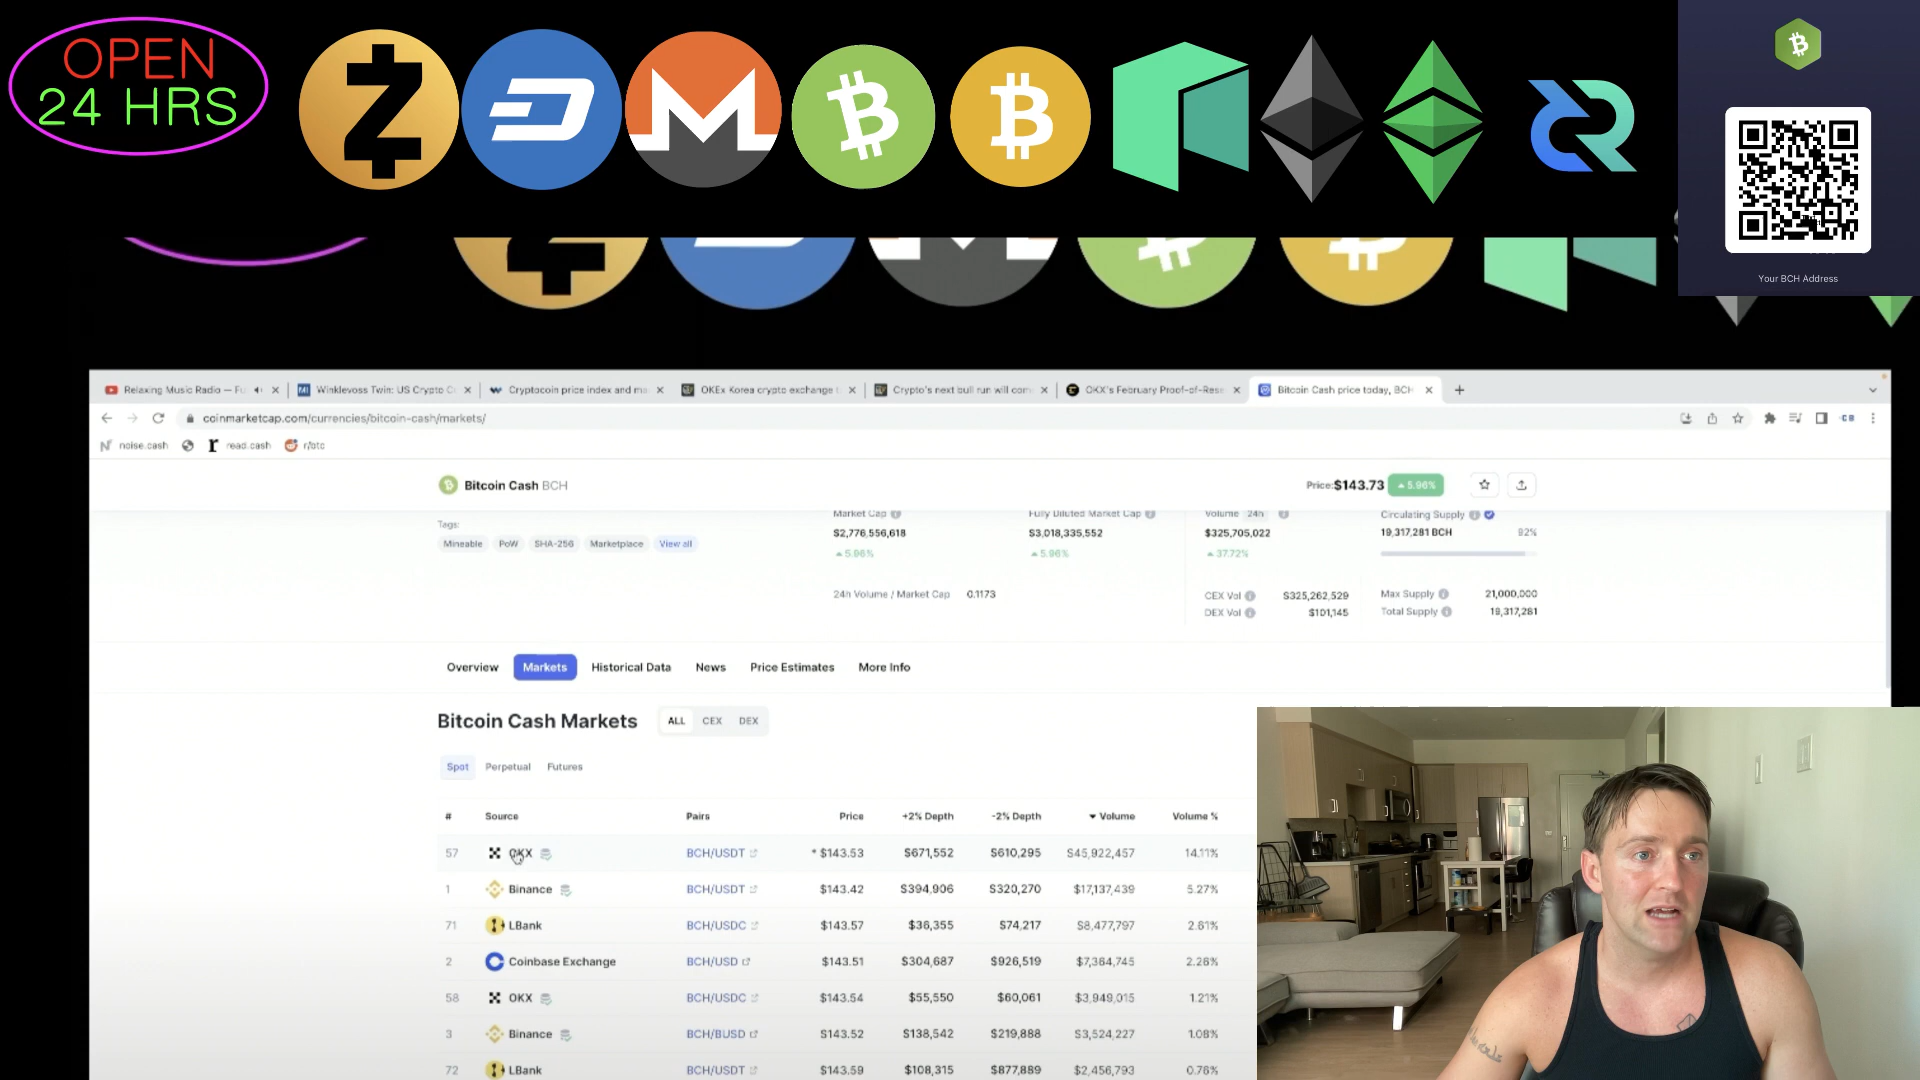 OPEN
24 HRS
Your BCH Address
Relaxing Music Radio — Fu
Winklevoss Twin: US Crypto C
Cryptocoin price index and ma
OKEx Korea crypto exchange t
Crypto's next bull run will com
OKX's February Proof-of-Rese
Bitcoin Cash price today, BCH
coinmarketcap.com/currencies/bitcoin-cash/markets/
noise.cash read.cash r/btc
Bitcoin Cash BCH
Price:$143.73 5.96%
Tags:
Mineable PoW SHA-256 Marketplace View all
Market Cap Fully Diluted Market Cap Volume 24h Circulating Supply
$2,776,556,618 $3,018,335,552 $325,705,022 19,317,281 BCH 92%
5.96% 5.96% 37.72%
24h Volume / Market Cap 0.1173
CEX Vol $325,262,529 Max Supply 21,000,000
DEX Vol $101,145 Total Supply 19,317,281
Overview Markets Historical Data News Price Estimates More Info
Bitcoin Cash Markets ALL CEX DEX
Spot Perpetual Futures
# Source Pairs Price +2% Depth -2% Depth Volume Volume %
57 OKX BCH/USDT * $143.53 $671,552 $610,295 $45,922,457 14.11%
1 Binance BCH/USDT $143.42 $394,906 $320,270 $17,137,439 5.27%
71 LBank BCH/USDC $143.57 $36,355 $74,217 $8,477,797 2.61%
2 Coinbase Exchange BCH/USD $143.51 $304,687 $926,519 $7,364,745 2.26%
58 OKX BCH/USDC $143.54 $55,550 $60,061 $3,949,015 1.21%
3 Binance BCH/BUSD $143.52 $138,542 $219,888 $3,524,227 1.08%
72 LBank BCH/USDT $143.59 $108,315 $877,889 $2,456,793 0.76%